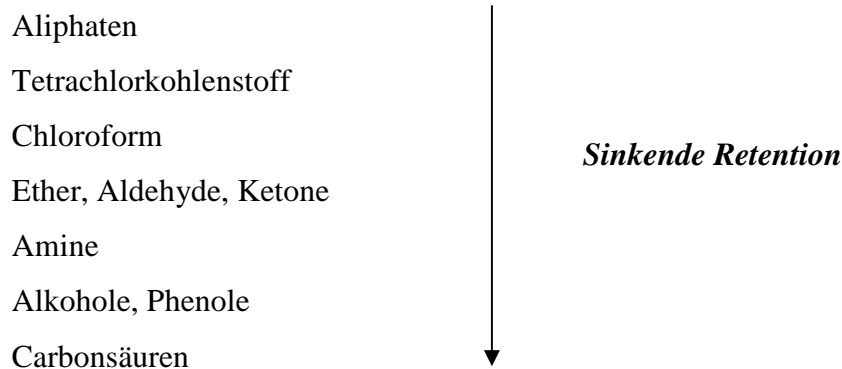 Aliphaten
Tetrachlorkohlenstoff
Chloroform
Sinkende Retention
Ether, Aldehyde, Ketone
Amine
Alkohole, Phenole
Carbonsäuren